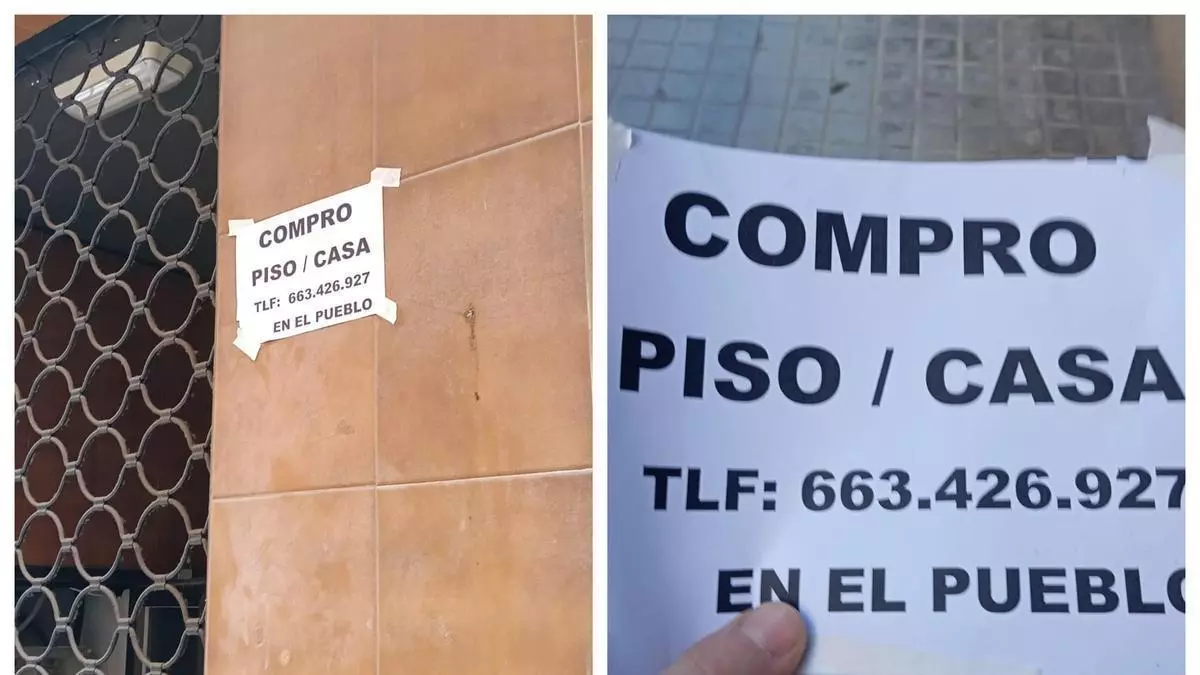 COMPRO
PISO / CASA
TLF: 663.426.927
EN EL PUEBLO
COMPRO
PISO / CASA
TLF: 663.426.927
EN EL PUEBLO